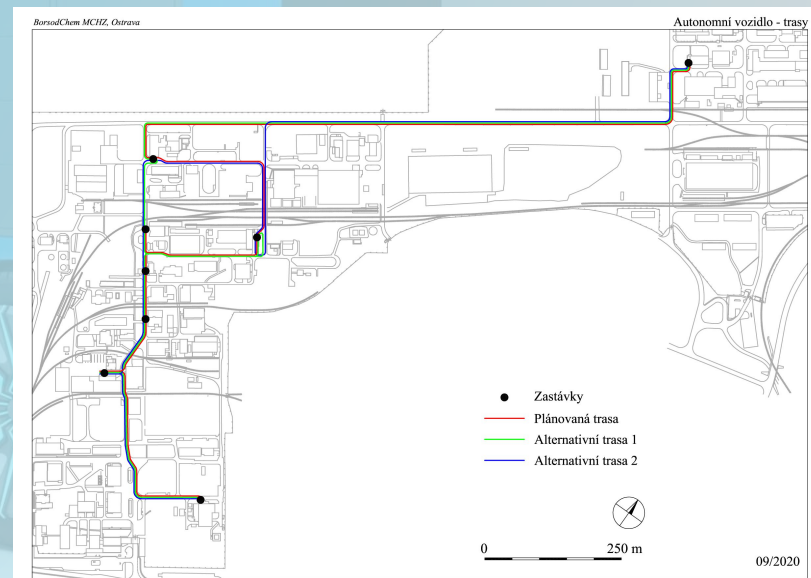 BorsodChem MCHZ, Ostrava
Autonomní vozidlo - trasy
Zastávky
Plánovaná trasa
Alternativní trasa 1
Alternativní trasa 2
0 250 m
09/2020